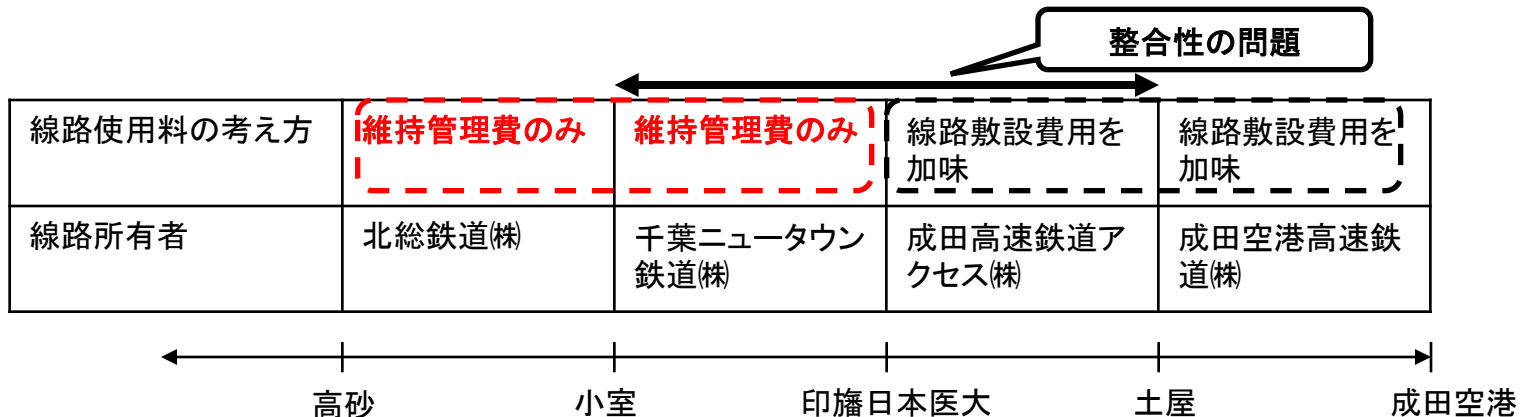 整合性の問題
線路使用料の考え方
維持管理費のみ
維持管理費のみ
線路敷設費用を
加味
線路敷設費用を
加味
線路所有者
北総鉄道㈱
千葉ニュータウン
鉄道㈱
成田高速鉄道ア
クセス㈱
成田空港高速鉄
道㈱
高砂
小室
印旛日本医大
土屋
成田空港